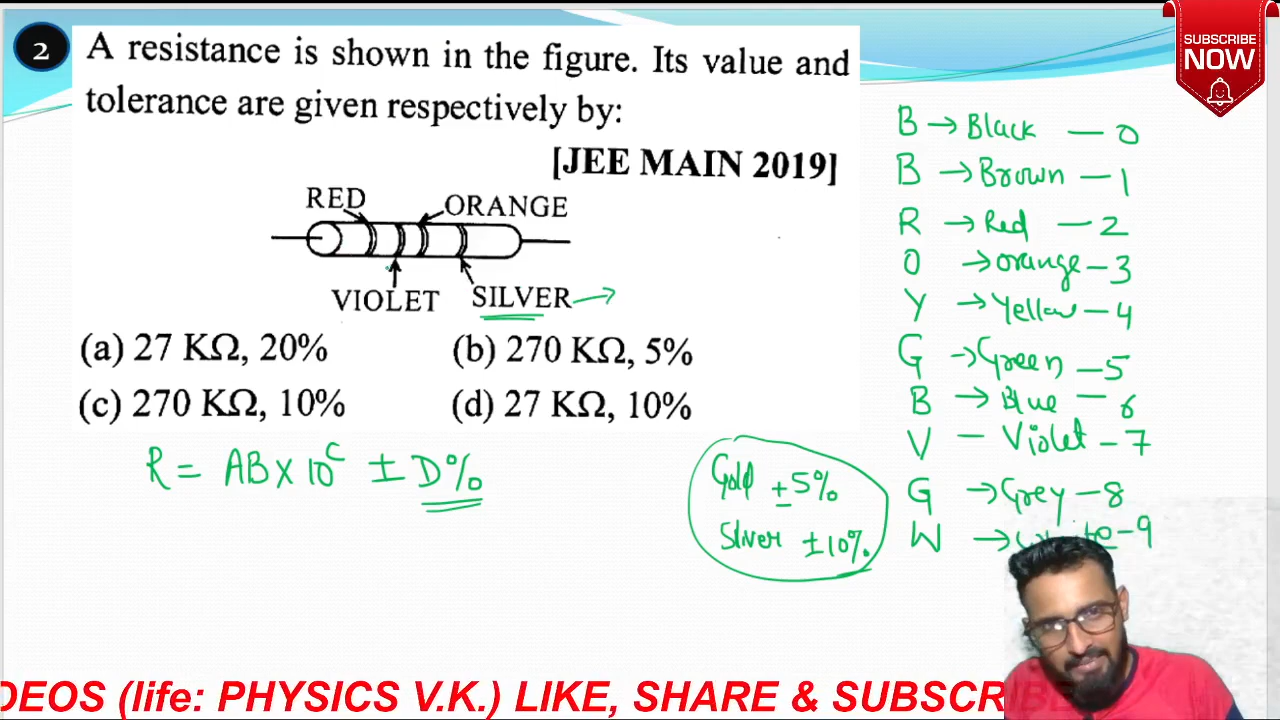 2
A resistance is shown in the figure. Its value and
tolerance are given respectively by:
[JEE MAIN 2019]
RED
ORANGE
VIOLET
SILVER →
(a) 27 KΩ, 20%
(b) 270 KΩ, 5%
(c) 270 KΩ, 10%
(d) 27 KΩ, 10%
R = AB × 10^C ± D%
Gold ± 5%
Silver ± 10%.
B → Black — 0
B → Brown — 1
R → Red — 2
O → orange – 3
Y → Yellow – 4
G → Green – 5
B → Blue — 6
V – Violet – 7
G → Grey – 8
W → – 9
SUBSCRIBE
NOW
DEOS (life: PHYSICS V.K.) LIKE, SHARE & SUBSCRI